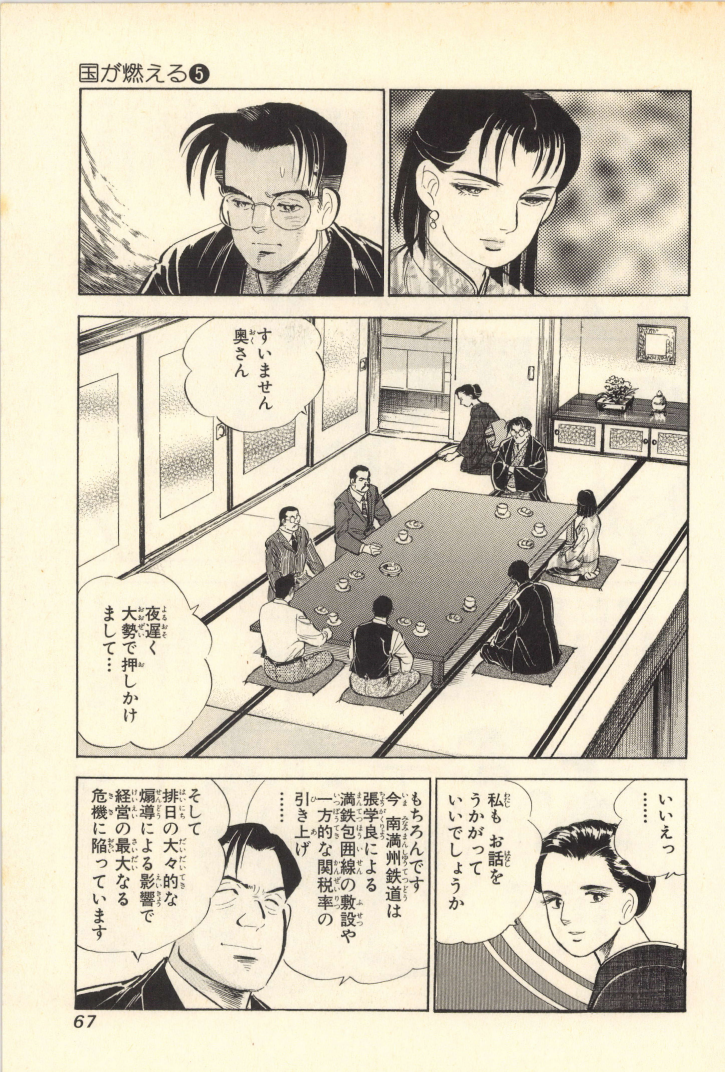 国が燃える❺
すいません
奥さん
夜遅く
大勢で押しかけ
まして…
いいえっ
……
私も お話を
うかがって
いいでしょうか
もちろんです
今 南満州鉄道は
張学良による
満鉄包囲線の敷設や
一方的な関税率の
引き上げ
……
そして
排日の大々的な
煽導による影響で
経営の最大なる
危機に陥っています
67